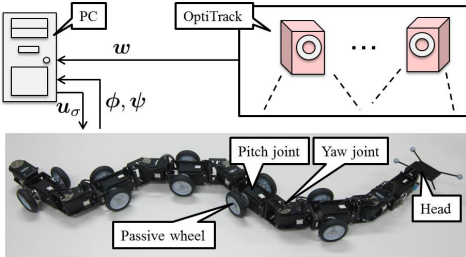 PC
OptiTrack
w
...
ϕ, ψ
u_σ
Pitch joint
Yaw joint
Passive wheel
Head